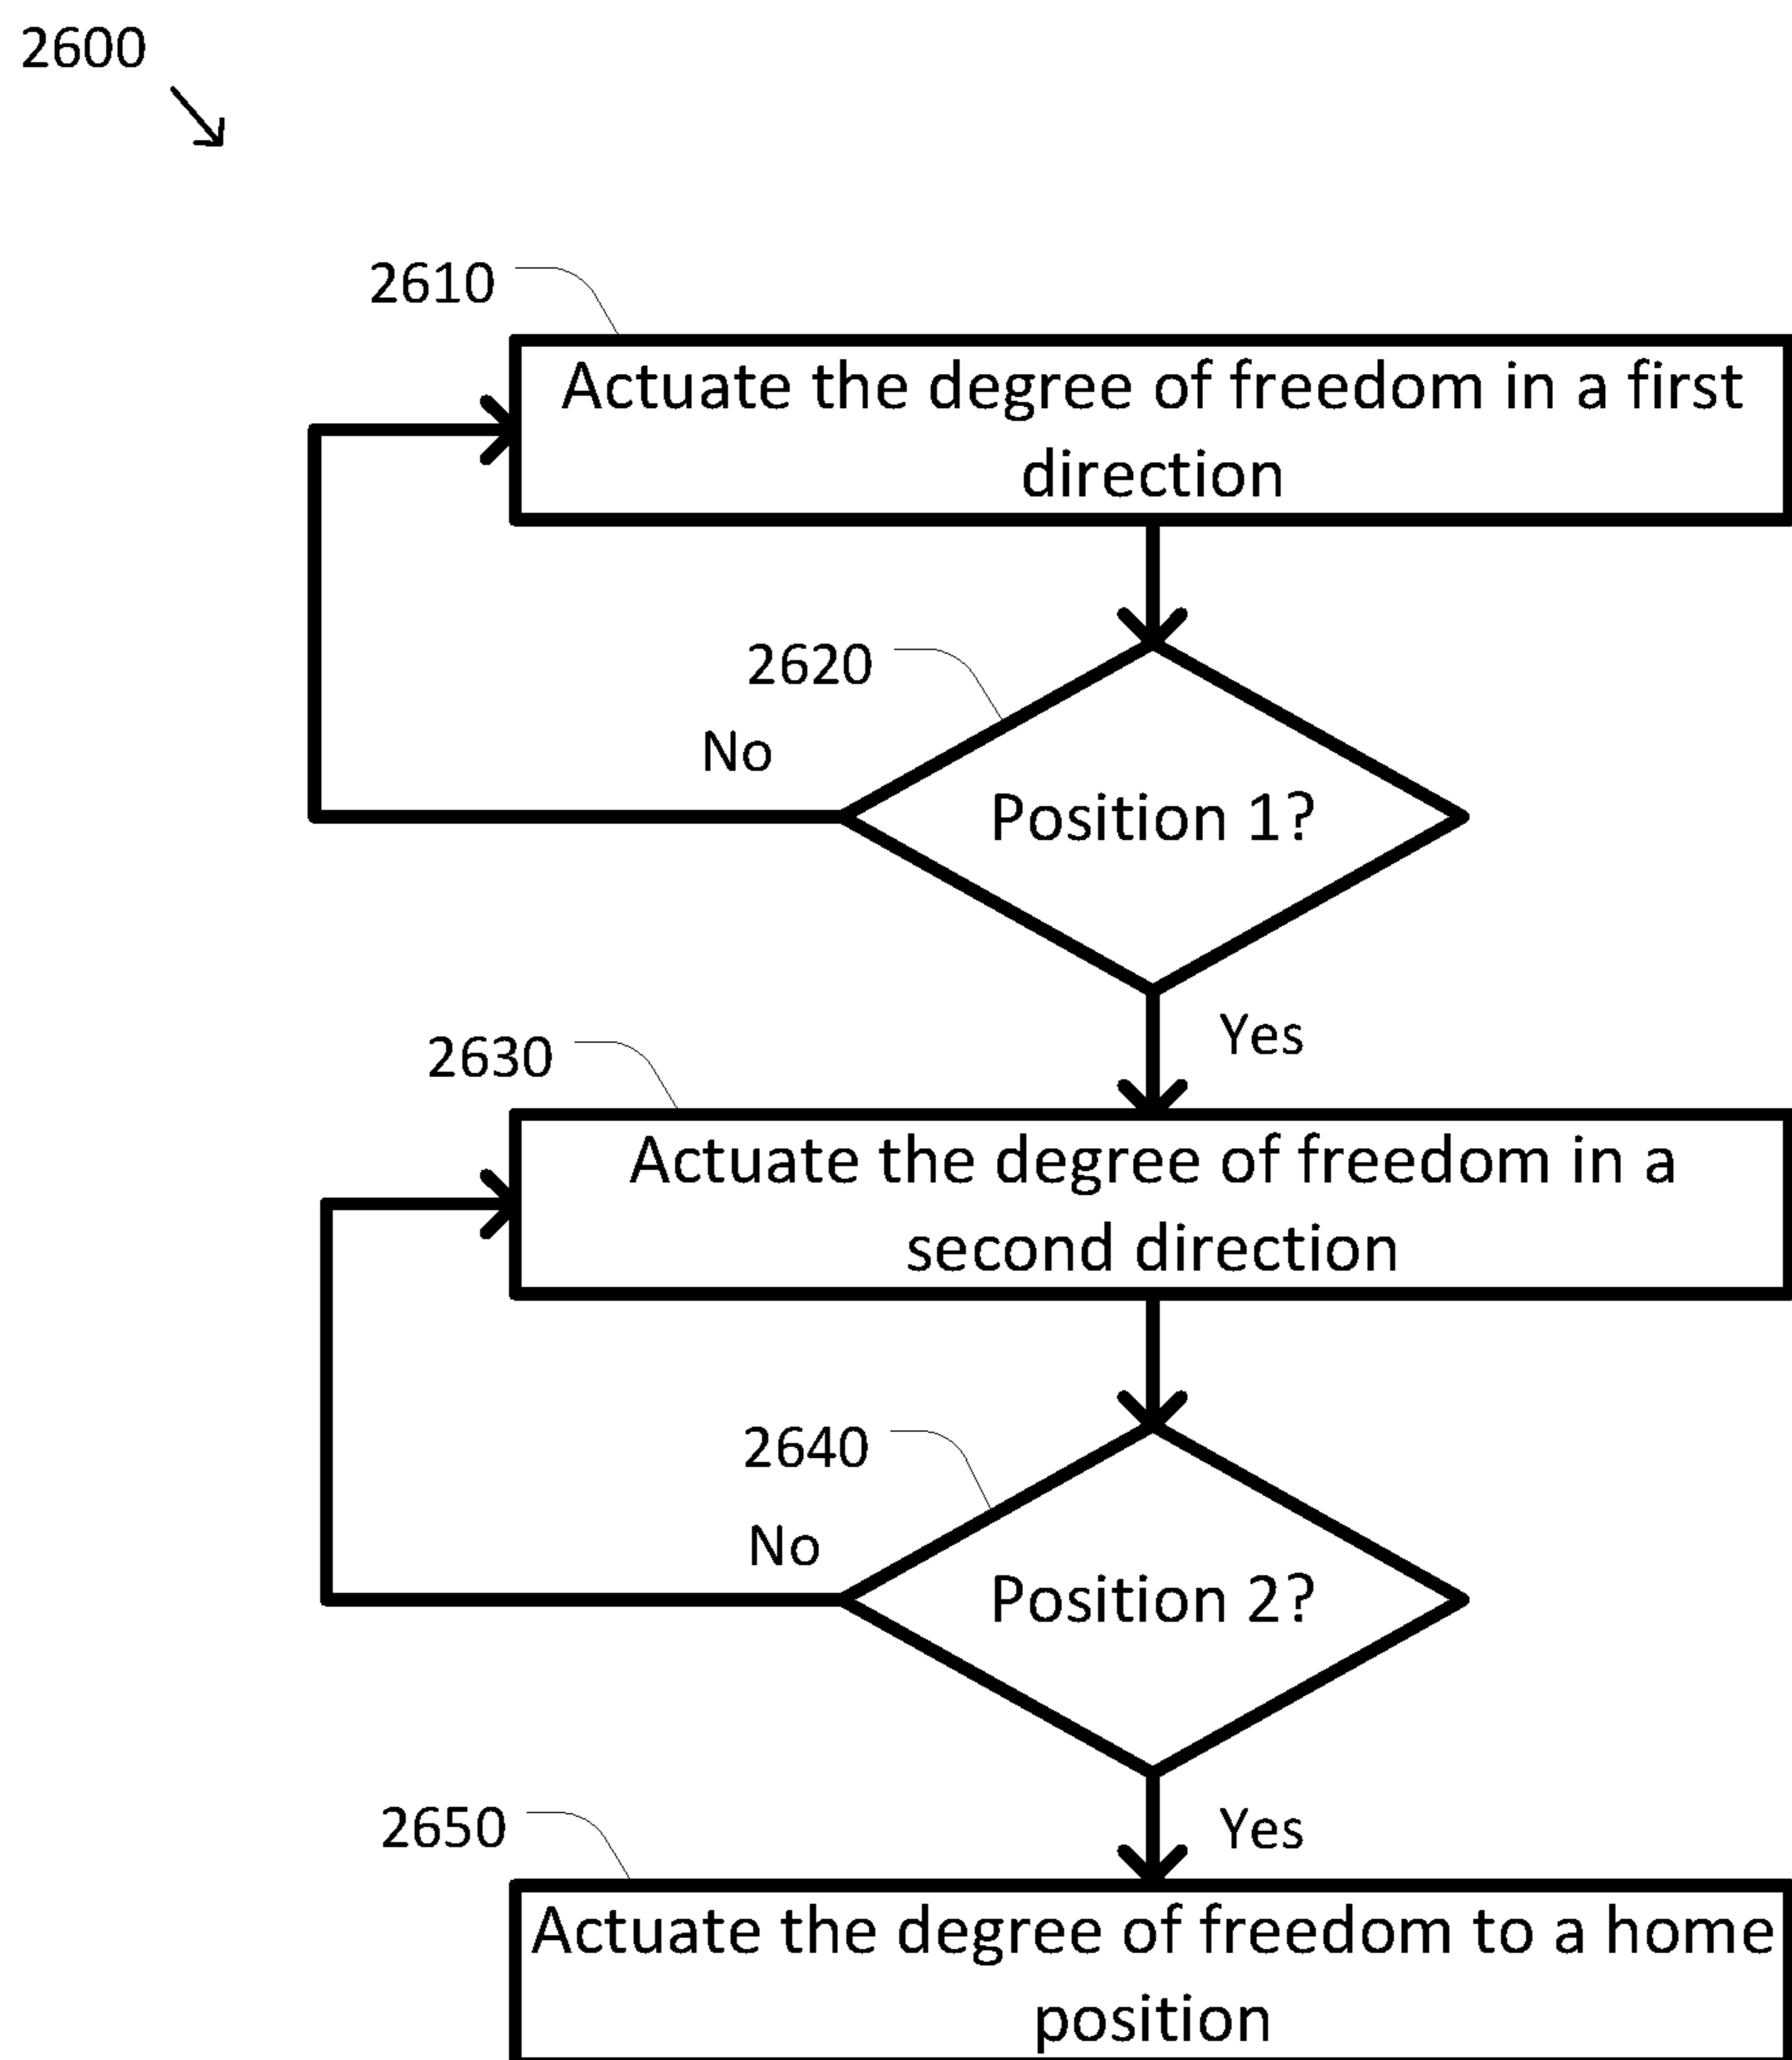 2600
2610
Actuate the degree of freedom in a first
direction
2620
No
Position 1?
Yes
2630
Actuate the degree of freedom in a
second direction
2640
No
Position 2?
Yes
2650
Actuate the degree of freedom to a home
position